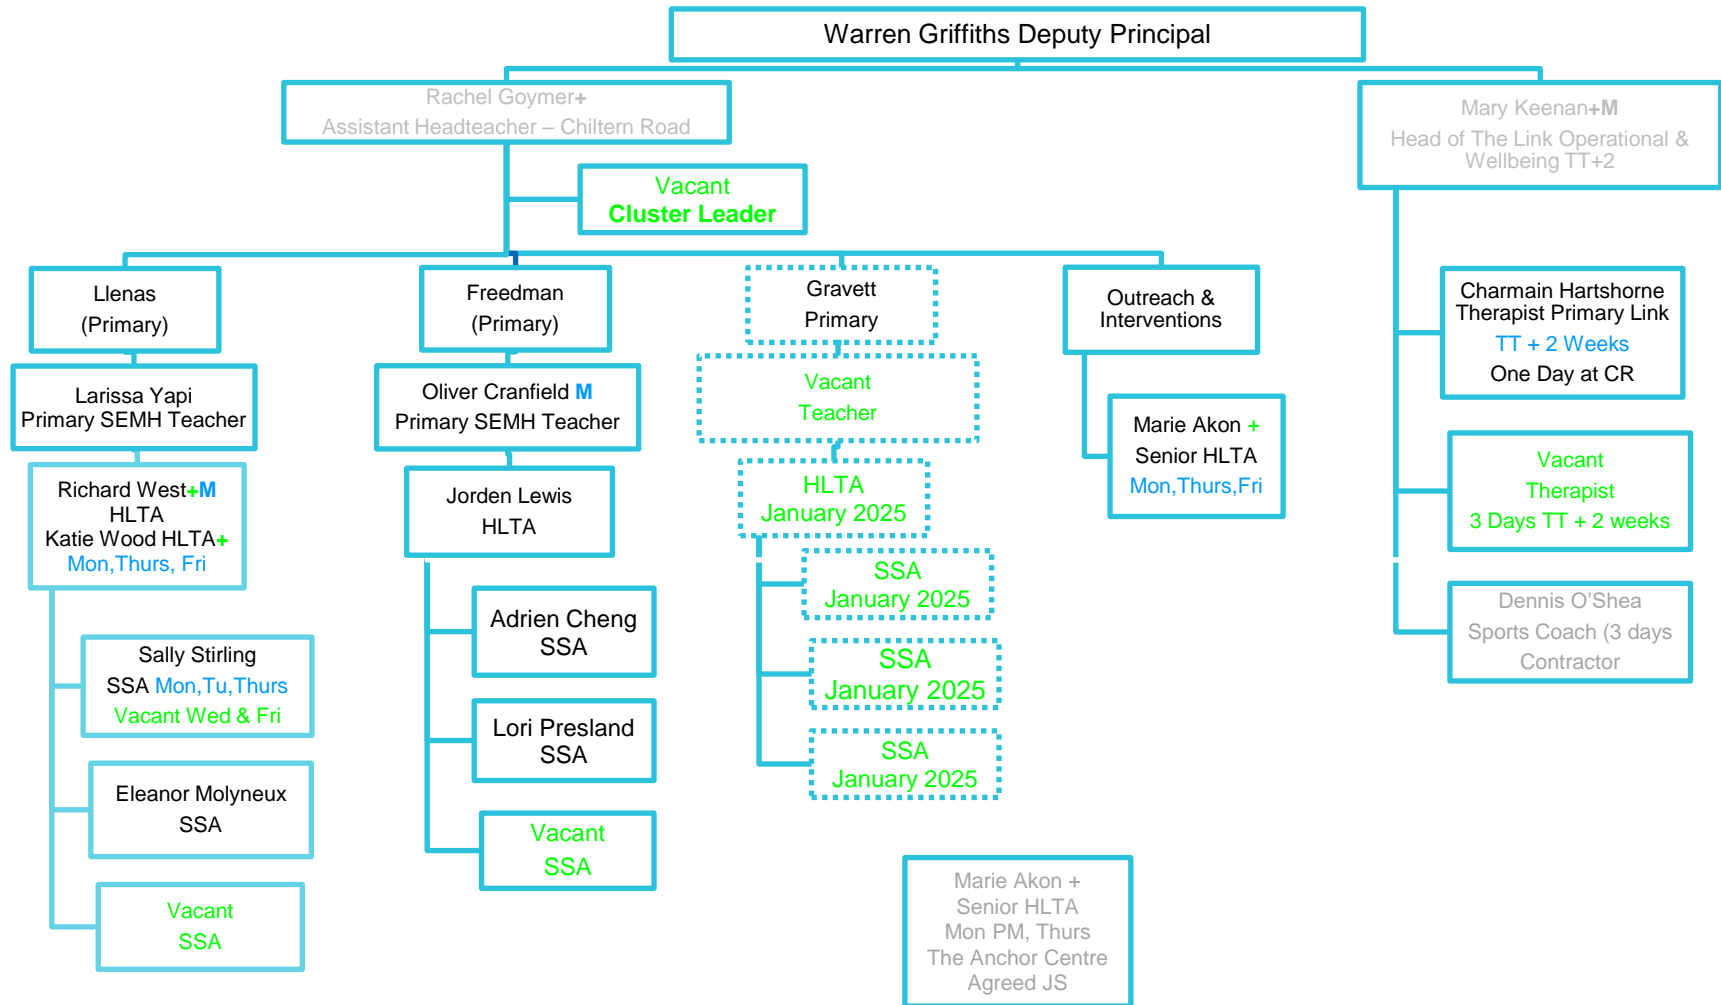 Warren Griffiths Deputy Principal
Rachel Goymer+
Assistant Headteacher – Chiltern Road
Mary Keenan+M
Head of The Link Operational &
Wellbeing TT+2
Vacant
Cluster Leader
Llenas
(Primary)
Freedman
(Primary)
Gravett
Primary
Outreach &
Interventions
Charmain Hartshorne
Therapist Primary Link
TT + 2 Weeks
One Day at CR
Larissa Yapi
Primary SEMH Teacher
Oliver Cranfield M
Primary SEMH Teacher
Vacant
Teacher
Marie Akon +
Senior HLTA
Mon,Thurs,Fri
Vacant
Therapist
3 Days TT + 2 weeks
Richard West+M
HLTA
Katie Wood HLTA+
Mon,Thurs, Fri
Jorden Lewis
HLTA
HLTA
January 2025
Sally Stirling
SSA Mon,Tu,Thurs
Vacant Wed & Fri
Adrien Cheng
SSA
SSA
January 2025
Dennis O’Shea
Sports Coach (3 days
Contractor
Lori Presland
SSA
SSA
January 2025
Eleanor Molyneux
SSA
SSA
January 2025
Vacant
SSA
Vacant
SSA
Marie Akon +
Senior HLTA
Mon PM, Thurs
The Anchor Centre
Agreed JS